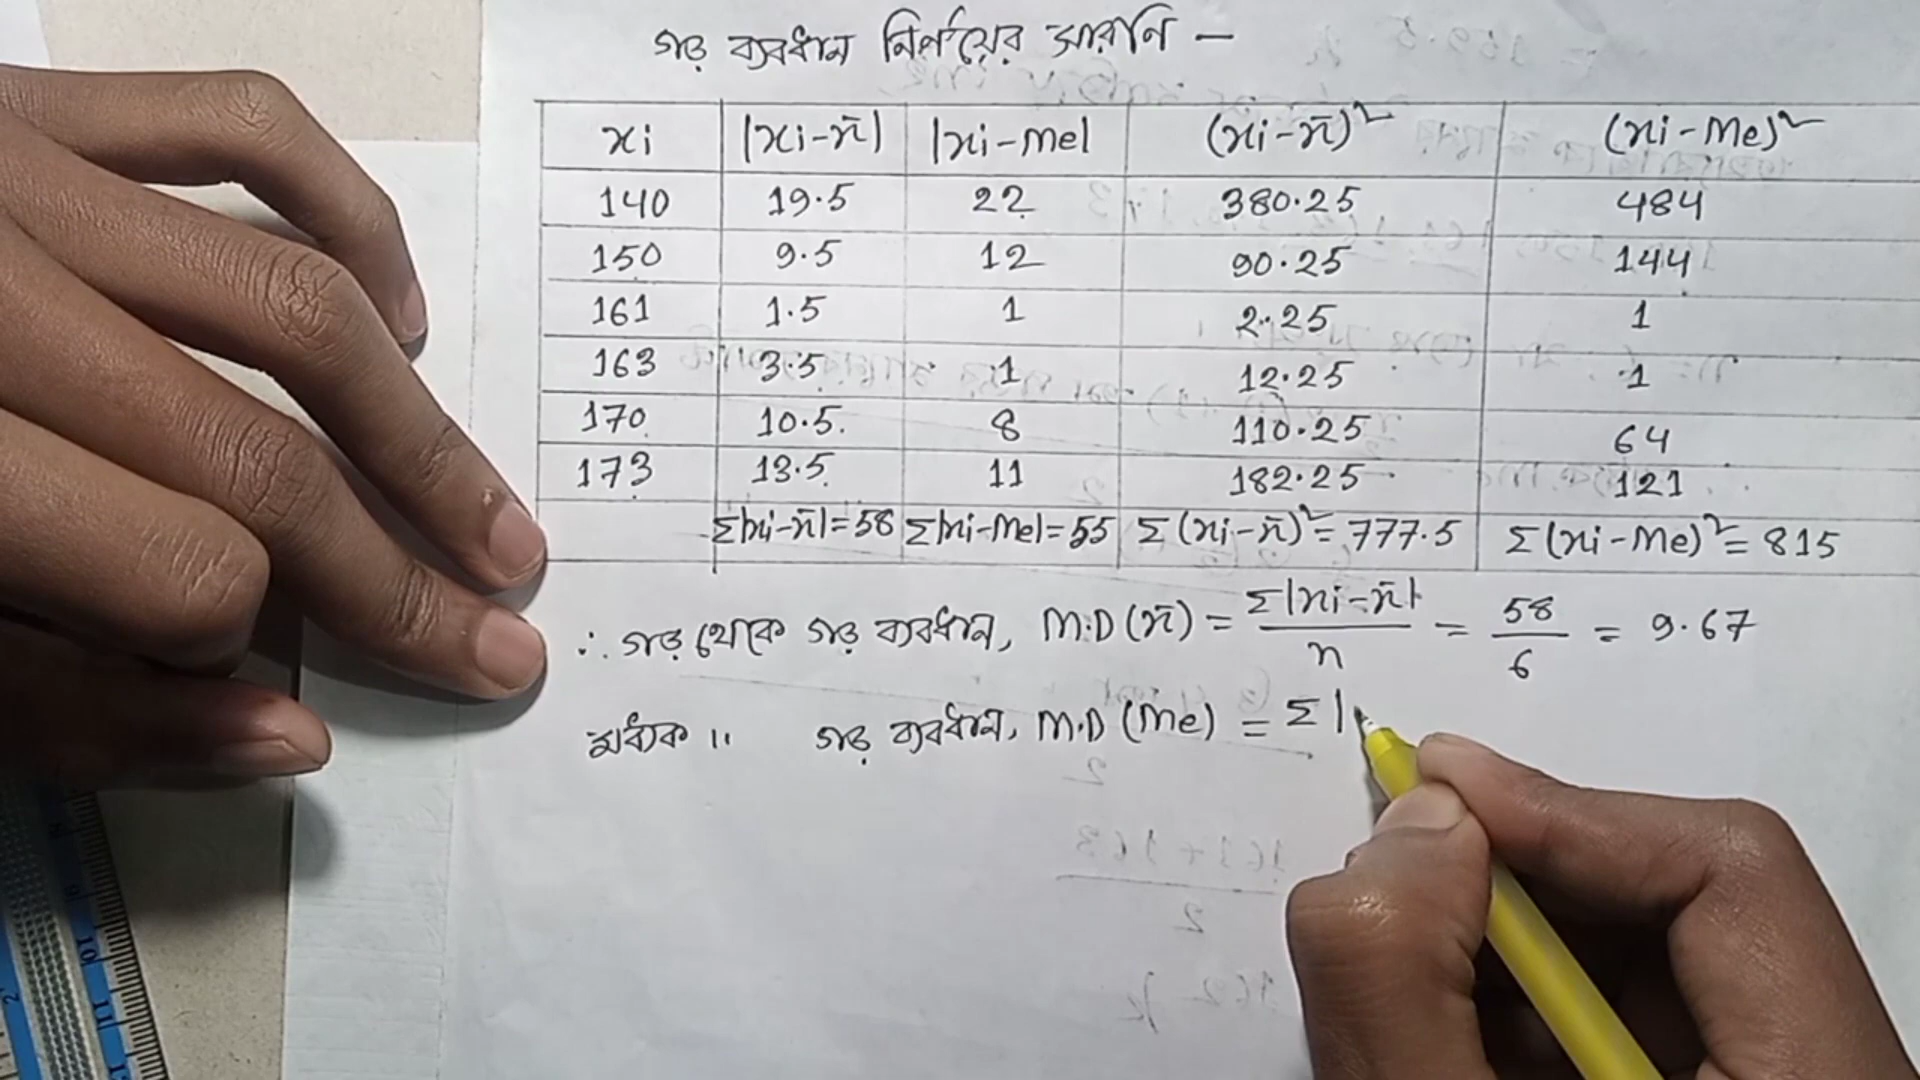 গড় ব্যবধান নির্ণয়ের সারণি —
xi |xi-x̄| |xi-Me| (xi-x̄)² (xi-Me)²
140 19.5 22 380.25 484
150 9.5 12 90.25 144
161 1.5 1 2.25 1
163 3.5 1 12.25 1
170 10.5 8 110.25 64
173 13.5 11 182.25 121
Σ|xi-x̄|=58 Σ|xi-Me|=55 Σ(xi-x̄)²=777.5 Σ(xi-Me)²=815
∴ গড় থেকে গড় ব্যবধান, M.D(x̄) = Σ|xi-x̄|/n = 58/6 = 9.67
মধ্যক " গড় ব্যবধান, M.D(Me) = Σ|